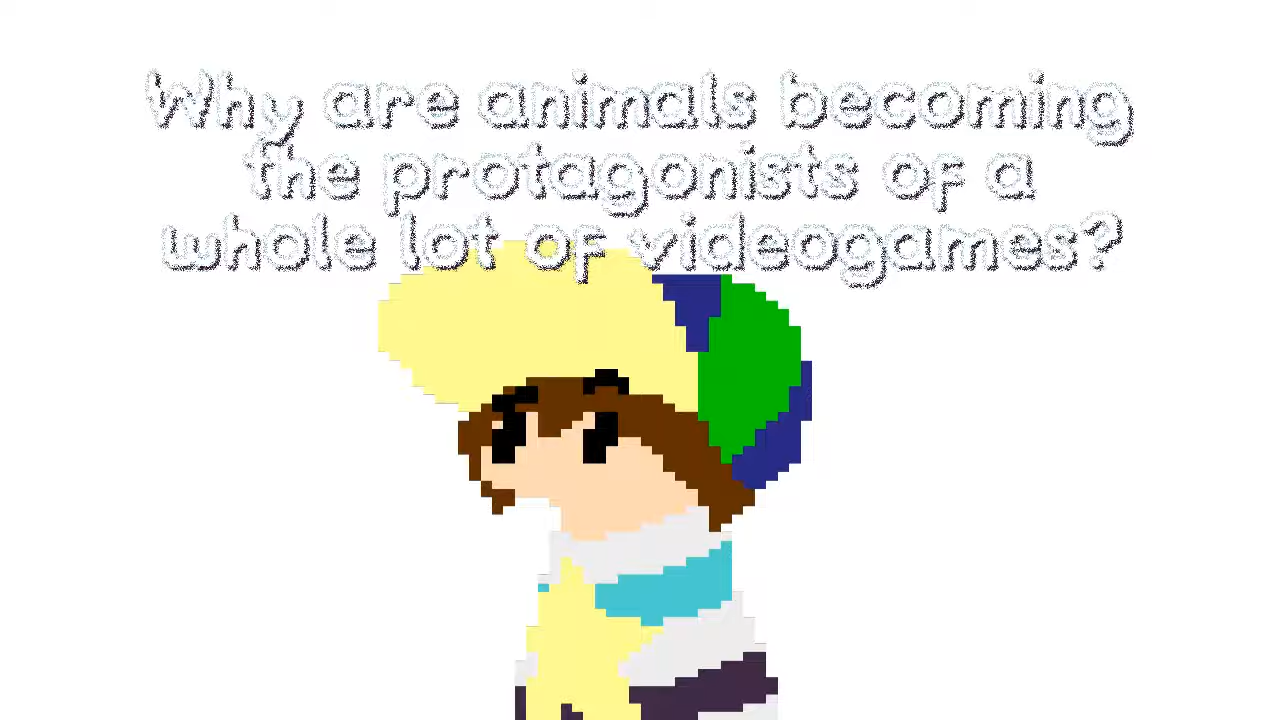 Why are animals becoming
the protagonists of a
whole lot of videogames?